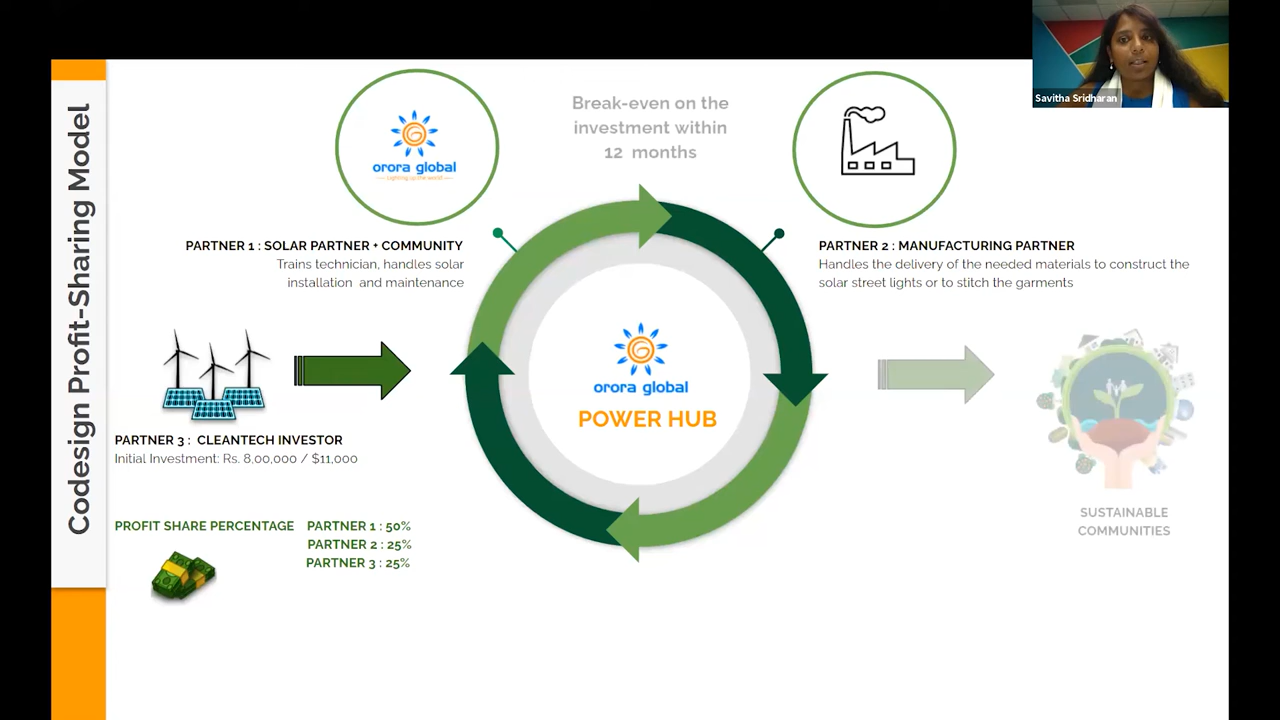 Codesign Profit-Sharing Model
orora global
Lighting up the world
Break-even on the
investment within
12 months
Savitha Sridharan
PARTNER 1 : SOLAR PARTNER + COMMUNITY
Trains technician, handles solar
installation and maintenance
PARTNER 2 : MANUFACTURING PARTNER
Handles the delivery of the needed materials to construct the
solar street lights or to stitch the garments
orora global
POWER HUB
PARTNER 3 : CLEANTECH INVESTOR
Initial Investment: Rs. 8,00,000 / $11,000
PROFIT SHARE PERCENTAGE PARTNER 1 : 50%
PARTNER 2 : 25%
PARTNER 3 : 25%
SUSTAINABLE
COMMUNITIES